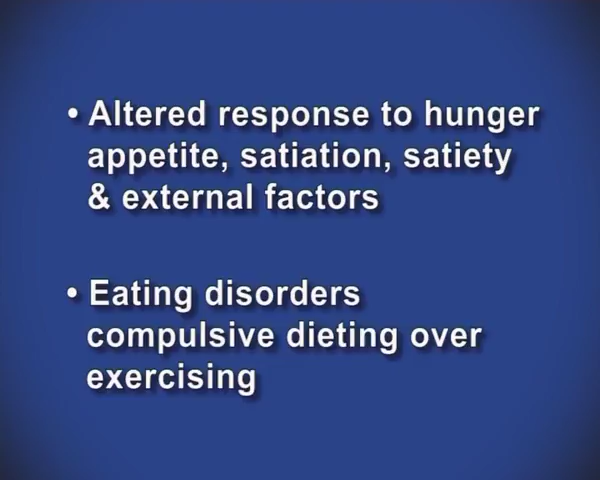 • Altered response to hunger
appetite, satiation, satiety
& external factors
• Eating disorders
compulsive dieting over
exercising